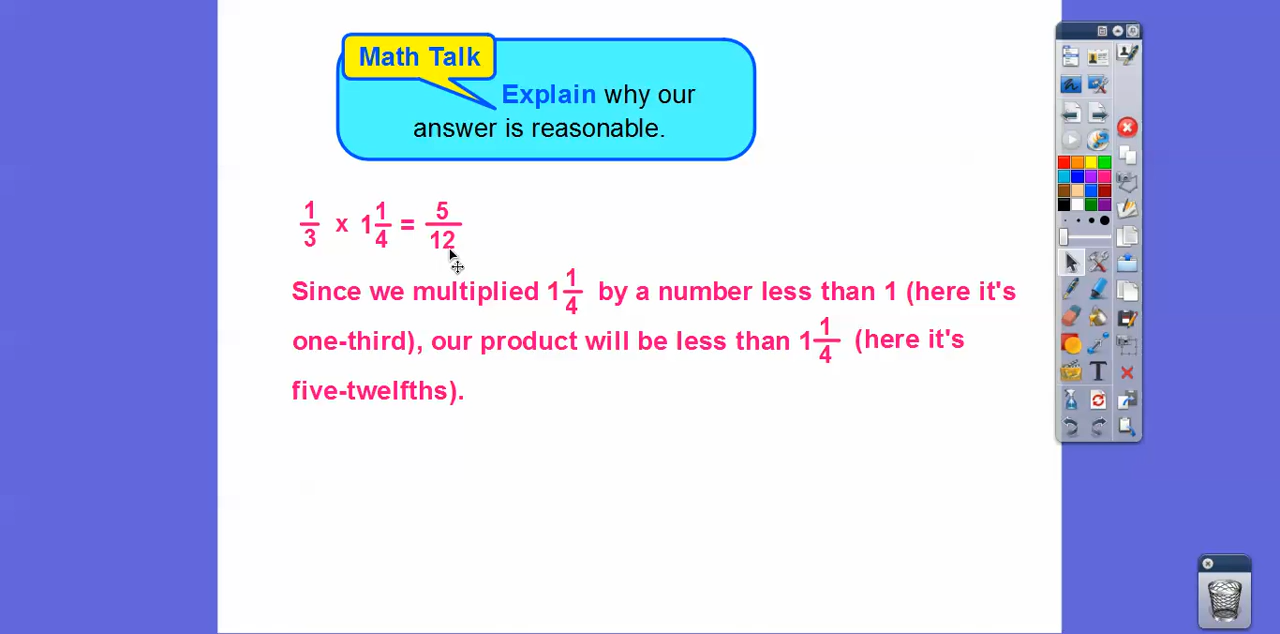 Math Talk
Explain why our
answer is reasonable.
1/3 x 1 1/4 = 5/12
Since we multiplied 1 1/4 by a number less than 1 (here it's
one-third), our product will be less than 1 1/4 (here it's
five-twelfths).
T